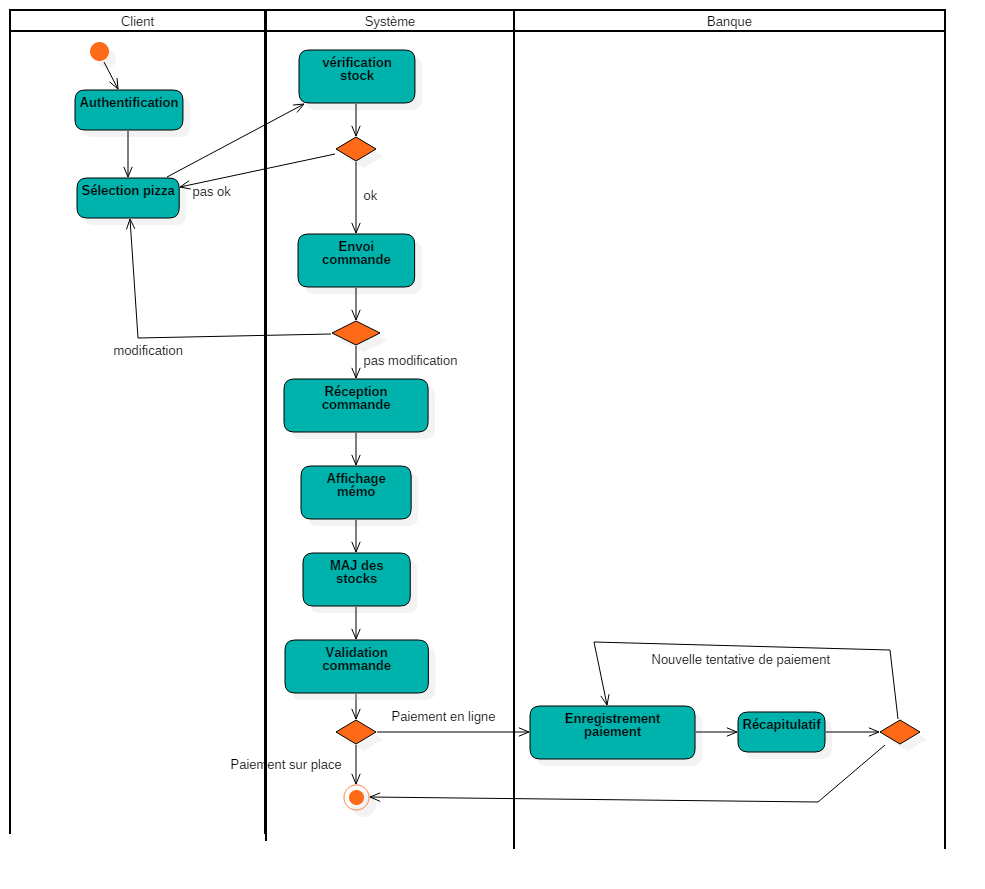 Client
Système
Banque
vérification
stock
Authentification
Sélection pizza
pas ok
ok
Envoi
commande
modification
pas modification
Réception
commande
Affichage
mémo
MAJ des
stocks
Validation
commande
Nouvelle tentative de paiement
Paiement en ligne
Enregistrement
paiement
Récapitulatif
Paiement sur place